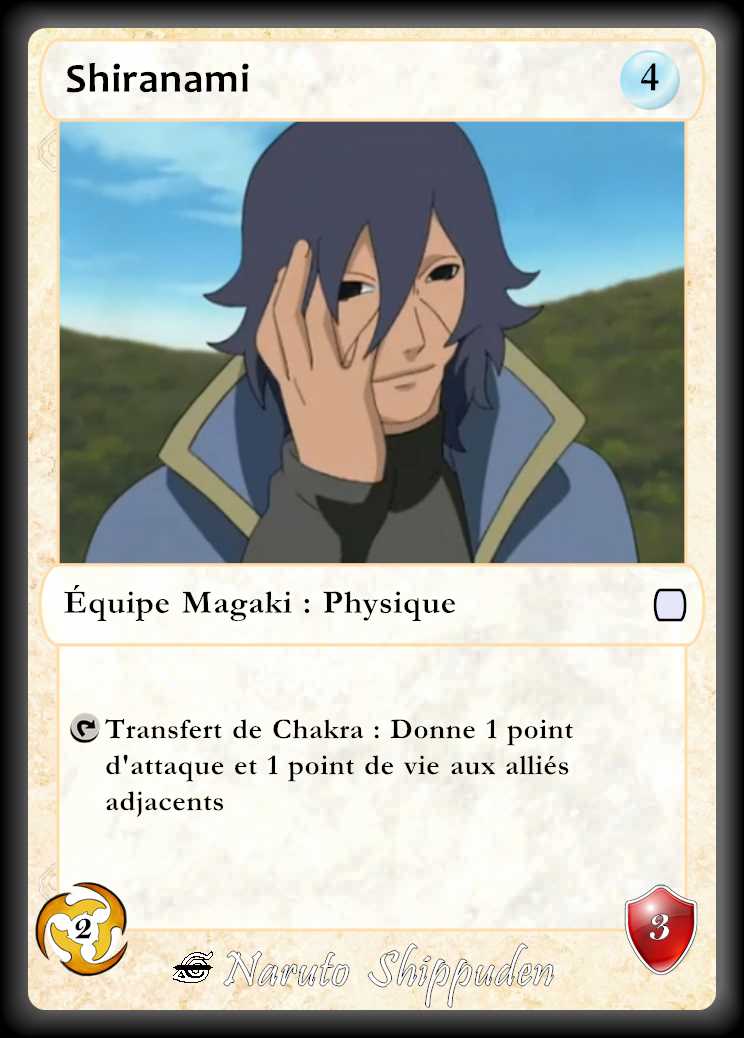 Shiranami
4
Équipe Magaki : Physique
Transfert de Chakra : Donne 1 point
d'attaque et 1 point de vie aux alliés
adjacents
2
3
Naruto Shippuden